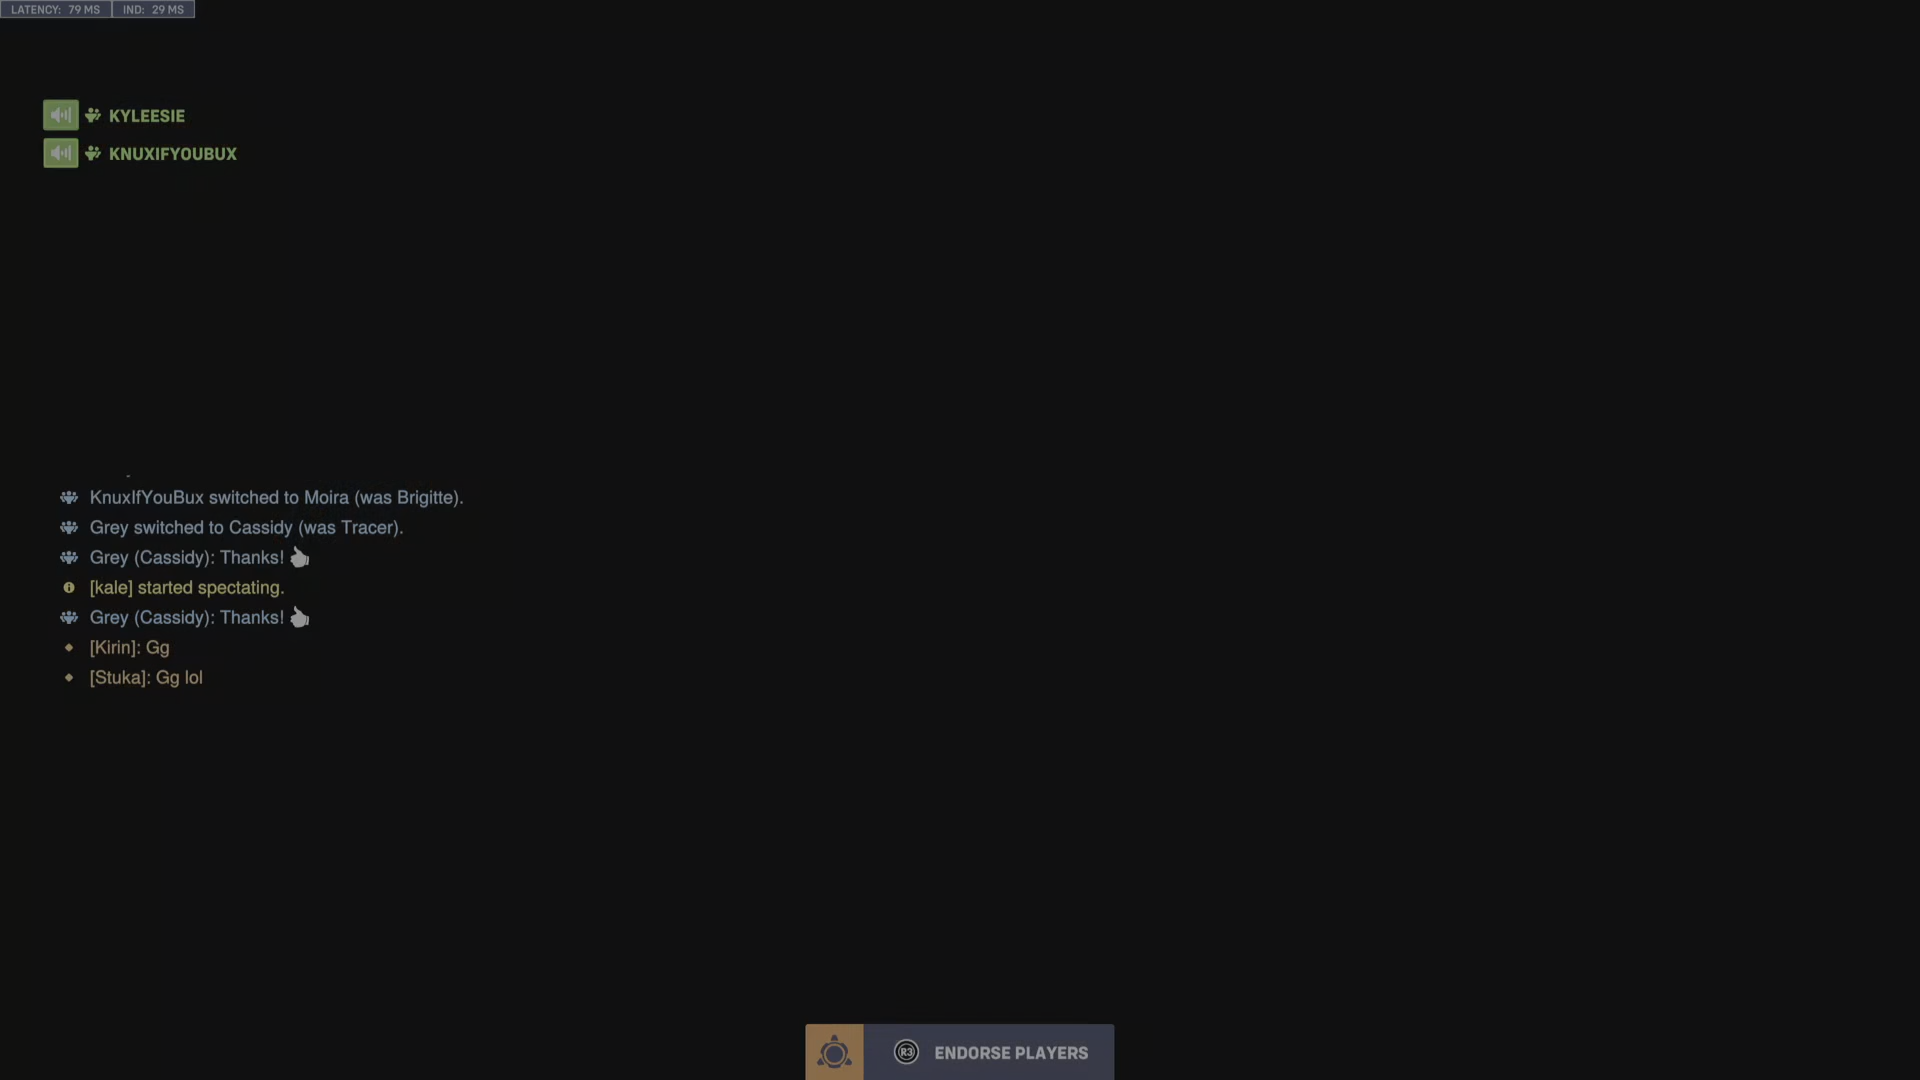 LATENCY: 79 MS IND: 29 MS
KYLEESIE
KNUXIFYOUBUX
KnuxIfYouBux switched to Moira (was Brigitte).
Grey switched to Cassidy (was Tracer).
Grey (Cassidy): Thanks!
[kale] started spectating.
Grey (Cassidy): Thanks!
[Kirin]: Gg
[Stuka]: Gg lol
R3 ENDORSE PLAYERS